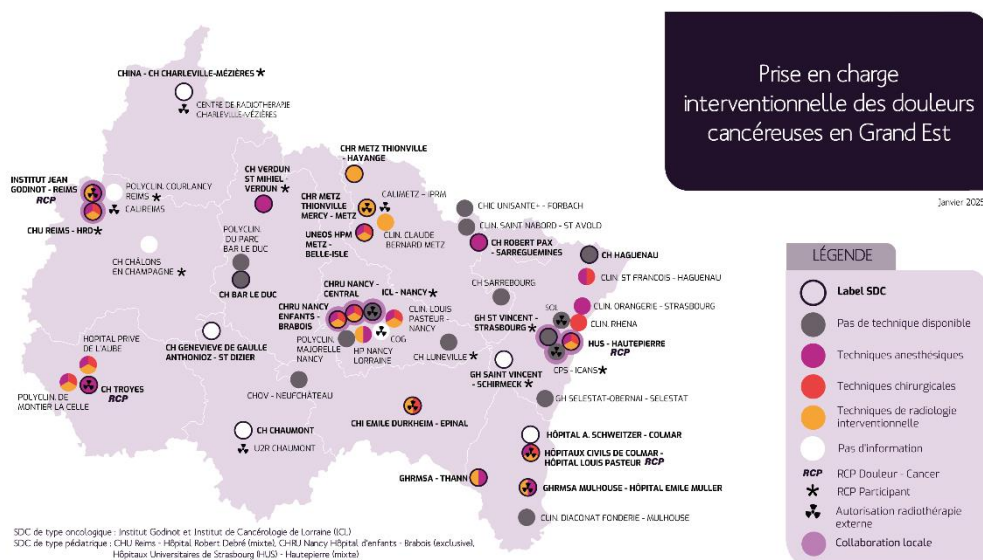 Prise en charge
interventionnelle des douleurs
cancéreuses en Grand Est
Janvier 2025
CHINA - CH CHARLEVILLE-MÉZIÈRES *
CENTRE DE RADIOTHERAPIE
CHARLEVILLE-MÉZIÈRES
INSTITUT JEAN
GODINOT - REIMS
RCP
POLYCLIN. COURLANCY
REIMS *
CALIREIMS
CHU REIMS - HRD *
CH CHÂLONS
EN CHAMPAGNE *
CH VERDUN
ST MIHIEL -
VERDUN *
POLYCLIN.
DU PARC
BAR LE DUC
CH BAR LE DUC
CHR METZ THIONVILLE
- HAYANGE
CHR METZ
THIONVILLE
MERCY - METZ
CALIMETZ - IPRM
UNEOS HPM
METZ -
BELLE-ISLE
CLIN. CLAUDE
BERNARD METZ
CHIC UNISANTE+ - FORBACH
CLIN. SAINT NABORD - ST AVOLD
CH ROBERT PAX
- SARREGUEMINES
CH HAGUENAU
CLIN. ST FRANCOIS - HAGUENAU
CH SARREBOURG
CLIN. ORANGERIE - STRASBOURG
SOL
CLIN. RHENA
GH ST VINCENT -
STRASBOURG *
HUS - HAUTEPIERRE
RCP
CPS - ICANS *
CHRU NANCY
- CENTRAL
ICL - NANCY *
CHRU NANCY
ENFANTS -
BRABOIS
CLIN. LOUIS
PASTEUR -
NANCY
POLYCLIN.
MAJORELLE
NANCY
HP NANCY
LORRAINE
COG
CH LUNEVILLE *
CH GENEVIEVE DE GAULLE
ANTHONIOZ - ST DIZIER
HÔPITAL PRIVE
DE L'AUBE
CH TROYES
RCP
POLYCLIN. DE
MONTIER LA CELLE
CHOV - NEUFCHÂTEAU
GH SAINT VINCENT
- SCHIRMECK *
GH SELESTAT-OBERNAI - SELESTAT
CH CHAUMONT
U2R CHAUMONT
CHI EMILE DURKHEIM - EPINAL
HÔPITAL A. SCHWEITZER - COLMAR
HÔPITAUX CIVILS DE COLMAR -
HÔPITAL LOUIS PASTEUR RCP
GHRMSA - THANN
GHRMSA MULHOUSE - HÔPITAL EMILE MULLER
CLIN. DIACONAT FONDERIE - MULHOUSE
LÉGENDE
Label SDC
Pas de technique disponible
Techniques anesthésiques
Techniques chirurgicales
Techniques de radiologie
interventionnelle
Pas d'information
RCP RCP Douleur - Cancer
* RCP Participant
Autorisation radiothérapie
externe
Collaboration locale
SDC de type oncologique : Institut Godinot et Institut de Cancérologie de Lorraine (ICL)
SDC de type pédiatrique : CHU Reims - Hôpital Robert Debré (mixte), CHRU Nancy Hôpital d'enfants - Brabois (exclusive),
Hôpitaux Universitaires de Strasbourg (HUS) - Hautepierre (mixte)